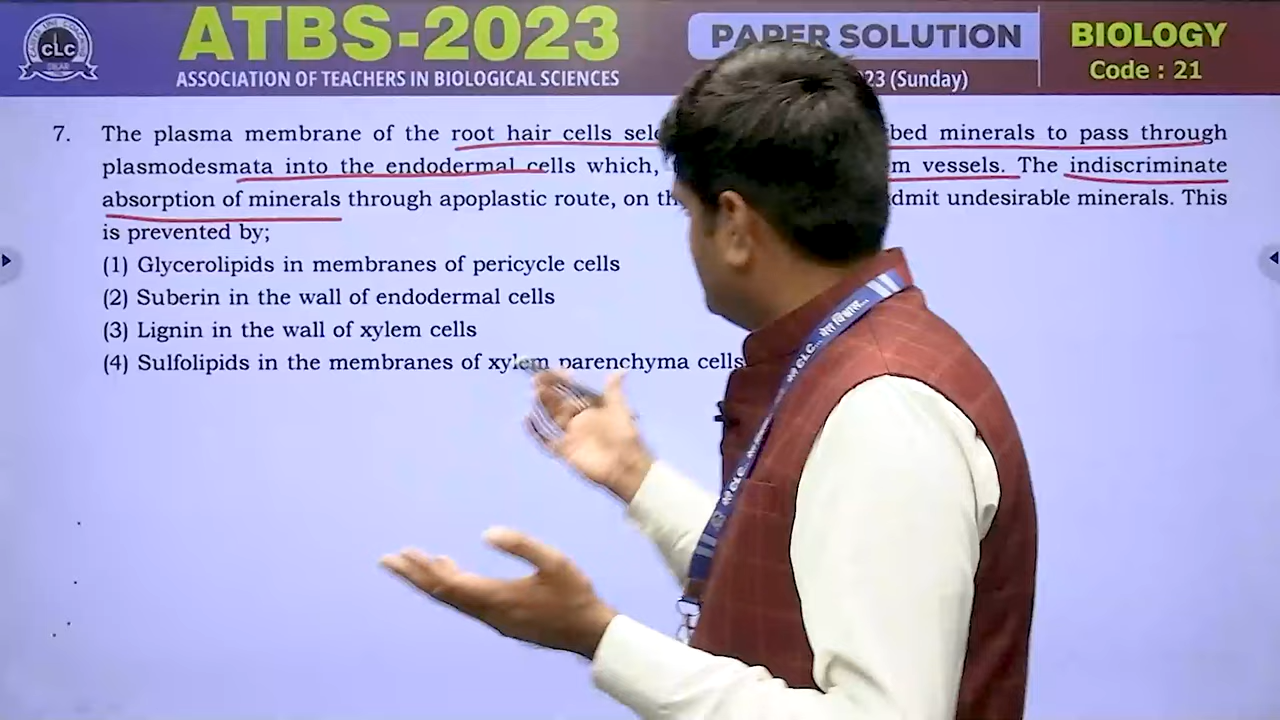 CLC
ATBS-2023
ASSOCIATION OF TEACHERS IN BIOLOGICAL SCIENCES
PAPER SOLUTION
23 (Sunday)
BIOLOGY
Code : 21
7. The plasma membrane of the root hair cells minerals to pass through
plasmodesmata into the endodermal cells which, vessels. The indiscriminate
absorption of minerals through apoplastic route, on undesirable minerals. This
is prevented by;
(1) Glycerolipids in membranes of pericycle cells
(2) Suberin in the wall of endodermal cells
(3) Lignin in the wall of xylem cells
(4) Sulfolipids in the membranes of xylem parenchyma cells
CLC